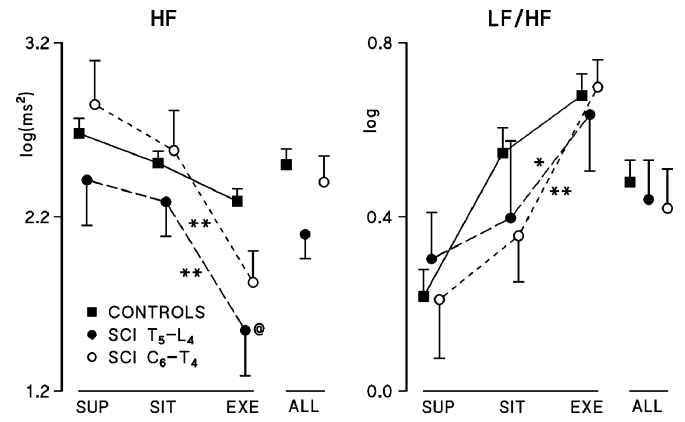 HF
LF/HF
3.2
2.2
1.2
log(ms²)
**
**
@
CONTROLS
SCI T₅–L₄
SCI C₆–T₄
SUP SIT EXE ALL
0.8
0.4
0.0
log
*
**
SUP SIT EXE ALL